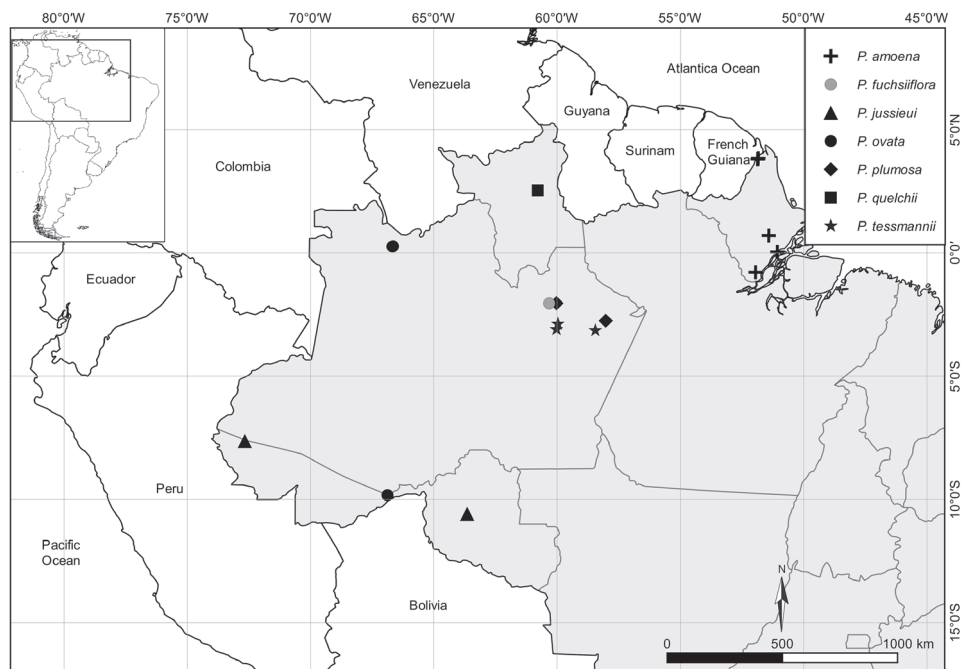 80°0'W 75°0'W 70°0'W 65°0'W 60°0'W 55°0'W 50°0'W 45°0'W
P. amoena
P. fuchsiiflora
P. jussieui
P. ovata
P. plumosa
P. quelchii
P. tessmannii
Venezuela
Atlantica Ocean
Guyana
Surinam
French
Guiana
Colombia
Ecuador
Peru
Pacific
Ocean
Bolivia
5°0'N
0°0'
5°0'S
10°0'S
15°0'S
N
0 500 1000 km